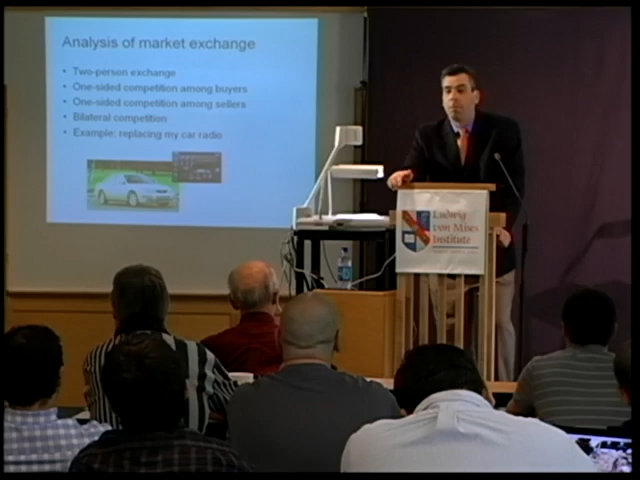 Analysis of market exchange
• Two-person exchange
• One-sided competition among buyers
• One-sided competition among sellers
• Bilateral competition
• Example: replacing my car radio
Ludwig
von Mises
Institute